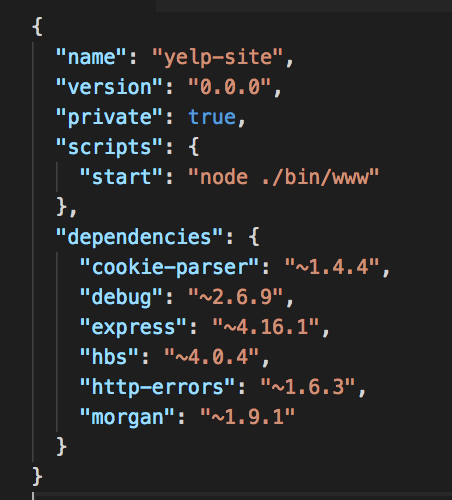 {
  "name": "yelp-site",
  "version": "0.0.0",
  "private": true,
  "scripts": {
    "start": "node ./bin/www"
  },
  "dependencies": {
    "cookie-parser": "~1.4.4",
    "debug": "~2.6.9",
    "express": "~4.16.1",
    "hbs": "~4.0.4",
    "http-errors": "~1.6.3",
    "morgan": "~1.9.1"
  }
}